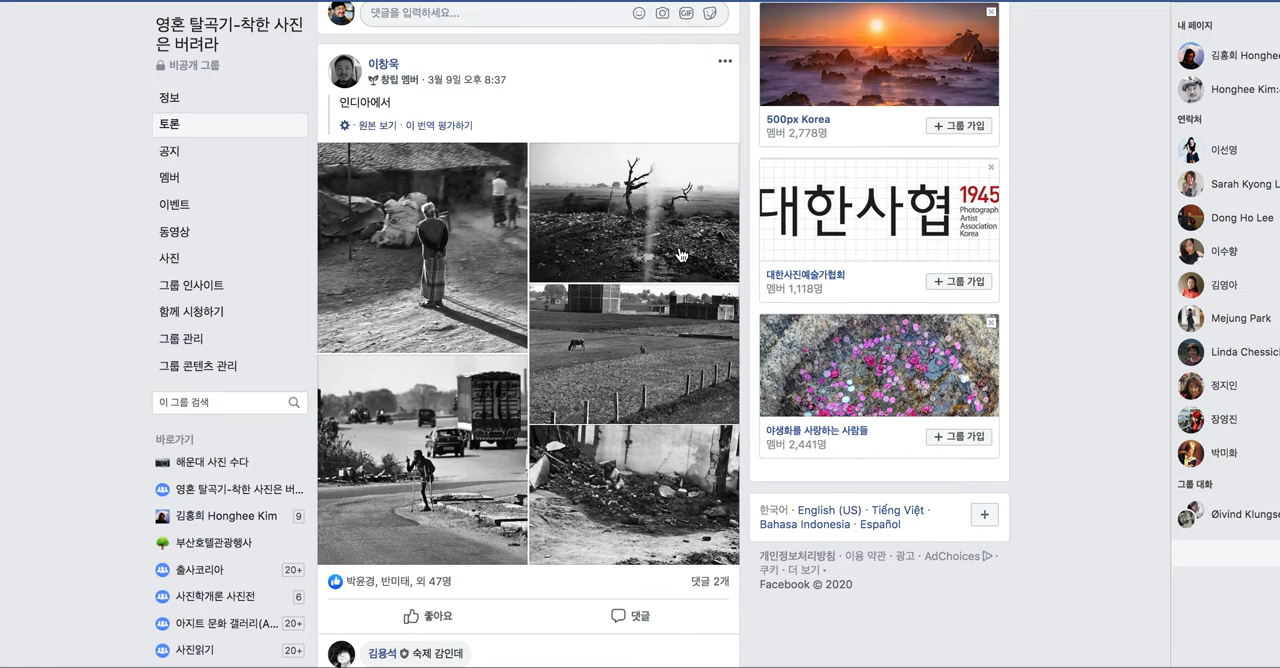 영혼 탈곡기-착한 사진
은 버려라
비공개 그룹
정보
토론
공지
멤버
이벤트
동영상
사진
그룹 인사이트
함께 시청하기
그룹 관리
그룹 콘텐츠 관리
이 그룹 검색
바로가기
해운대 사진 수다
영혼 탈곡기-착한 사진은 버...
김홍희 Honghee Kim 9
부산호텔관광행사
출사코리아 20+
사진학개론 사진전 6
아지트 문화 갤러리(A... 20+
사진읽기 20+
댓글을 입력하세요...
GIF
이창욱
창립 멤버 · 3월 9일 오후 8:37
인디아에서
· 원본 보기 · 이 번역 평가하기
박윤경, 반미태, 외 47명
댓글 2개
좋아요
댓글
김용석 숙제 감인데
500px Korea
멤버 2,778명
+ 그룹 가입
대한사협
1945
Photograph
Artist
Association
Korea
대한사진예술가협회
멤버 1,118명
+ 그룹 가입
야생화를 사랑하는 사람들
멤버 2,441명
+ 그룹 가입
한국어 · English (US) · Tiếng Việt ·
Bahasa Indonesia · Español
개인정보처리방침 · 이용 약관 · 광고 · AdChoices ·
쿠키 · 더 보기
Facebook © 2020
내 페이지
김홍희 Honghee
Honghee Kim:
연락처
이선영
Sarah Kyong L
Dong Ho Lee
이수향
김영아
Mejung Park
Linda Chessic
정지인
장영진
박미화
그룹 대화
Øivind Klungse